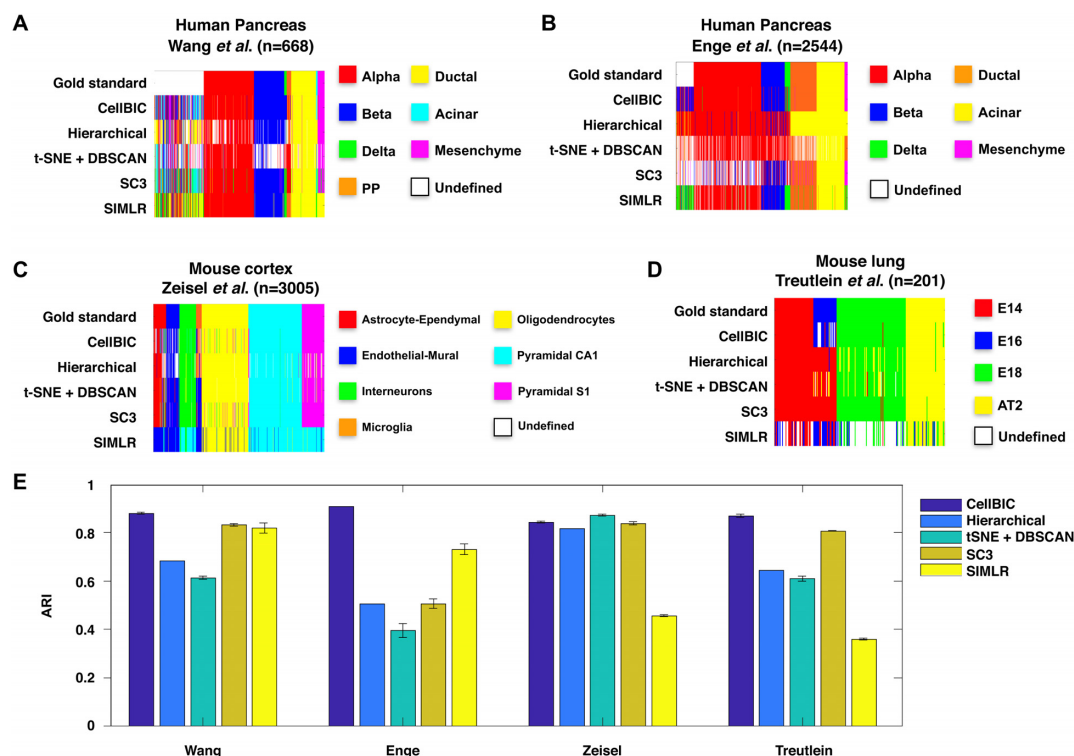 A
Human Pancreas
Wang et al. (n=668)
Gold standard
CellBIC
Hierarchical
t-SNE + DBSCAN
SC3
SIMLR
Alpha
Ductal
Beta
Acinar
Delta
Mesenchyme
PP
Undefined
B
Human Pancreas
Enge et al. (n=2544)
Gold standard
CellBIC
Hierarchical
t-SNE + DBSCAN
SC3
SIMLR
Alpha
Ductal
Beta
Acinar
Delta
Mesenchyme
Undefined
C
Mouse cortex
Zeisel et al. (n=3005)
Gold standard
CellBIC
Hierarchical
t-SNE + DBSCAN
SC3
SIMLR
Astrocyte-Ependymal
Oligodendrocytes
Endothelial-Mural
Pyramidal CA1
Interneurons
Pyramidal S1
Microglia
Undefined
D
Mouse lung
Treutlein et al. (n=201)
Gold standard
CellBIC
Hierarchical
t-SNE + DBSCAN
SC3
SIMLR
E14
E16
E18
AT2
Undefined
E
ARI
1
0.8
0.6
0.4
0.2
0
Wang
Enge
Zeisel
Treutlein
CellBIC
Hierarchical
tSNE + DBSCAN
SC3
SIMLR